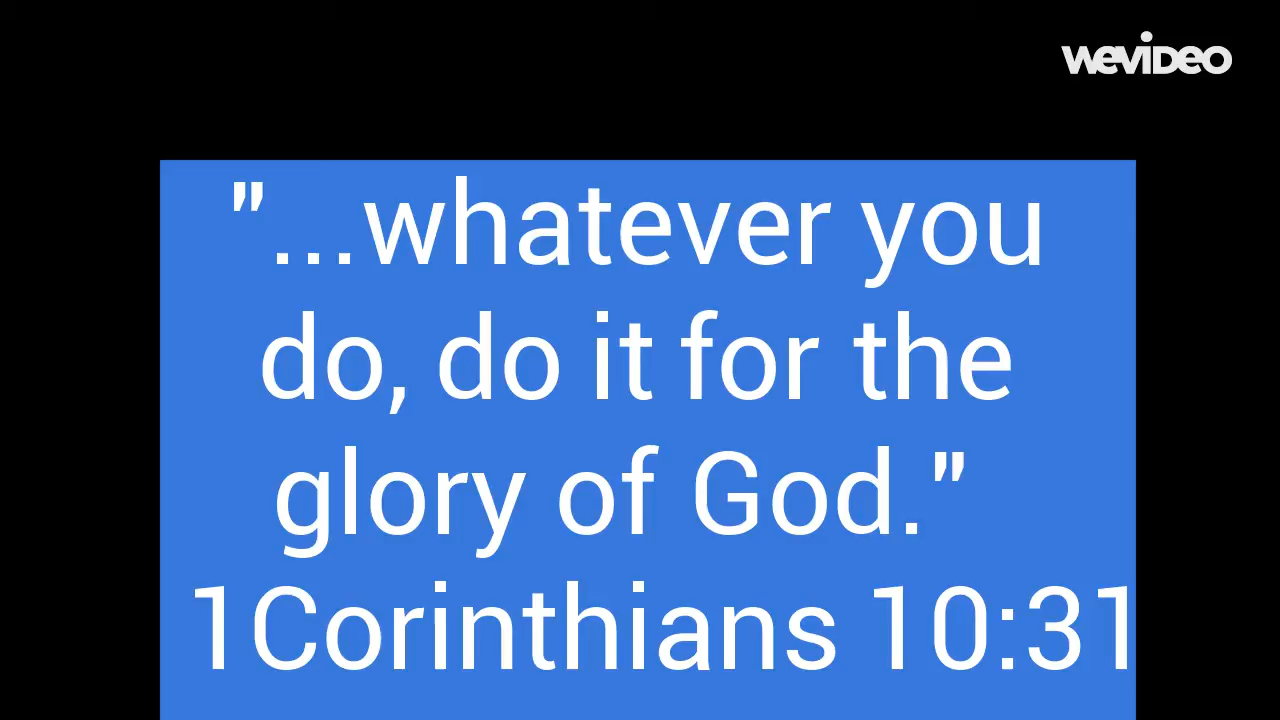 wevideo
"...whatever you
do, do it for the
glory of God."
1Corinthians 10:31